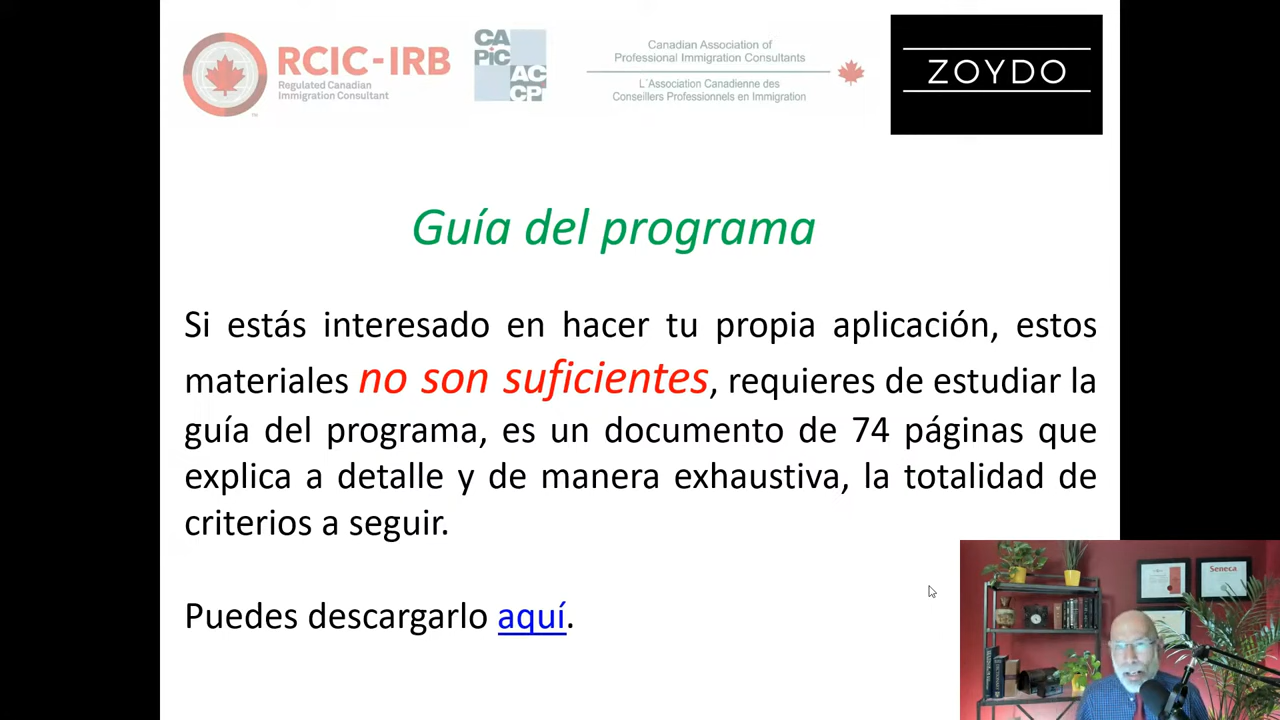 RCIC-IRB
Regulated Canadian
Immigration Consultant
CA
PiC
AC
CP
Canadian Association of
Professional Immigration Consultants
L'Association Canadienne des
Conseillers Professionnels en Immigration
ZOYDO
Guía del programa
Si estás interesado en hacer tu propia aplicación, estos
materiales no son suficientes, requieres de estudiar la
guía del programa, es un documento de 74 páginas que
explica a detalle y de manera exhaustiva, la totalidad de
criterios a seguir.
Puedes descargarlo aquí.
Seneca